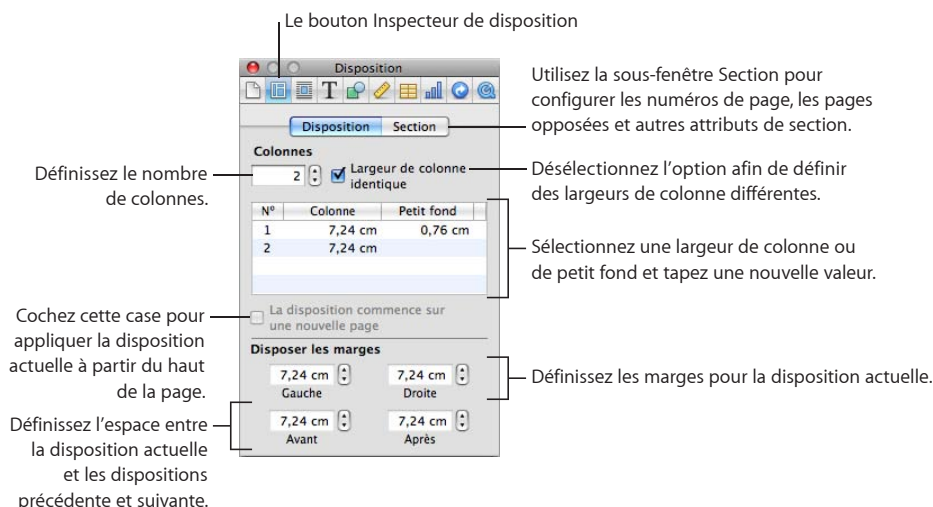 Le bouton Inspecteur de disposition
Disposition
T
Utilisez la sous-fenêtre Section pour
configurer les numéros de page, les pages
opposées et autres attributs de section.
Disposition Section
Colonnes
Définissez le nombre
de colonnes.
2 Largeur de colonne
identique
Désélectionnez l’option afin de définir
des largeurs de colonne différentes.
N° Colonne Petit fond
1 7,24 cm 0,76 cm
2 7,24 cm
Sélectionnez une largeur de colonne ou
de petit fond et tapez une nouvelle valeur.
Cochez cette case pour
appliquer la disposition
actuelle à partir du haut
de la page.
La disposition commence sur
une nouvelle page
Disposer les marges
7,24 cm 7,24 cm
Gauche Droite
Définissez les marges pour la disposition actuelle.
Définissez l’espace entre
la disposition actuelle
et les dispositions
précédente et suivante.
7,24 cm 7,24 cm
Avant Après